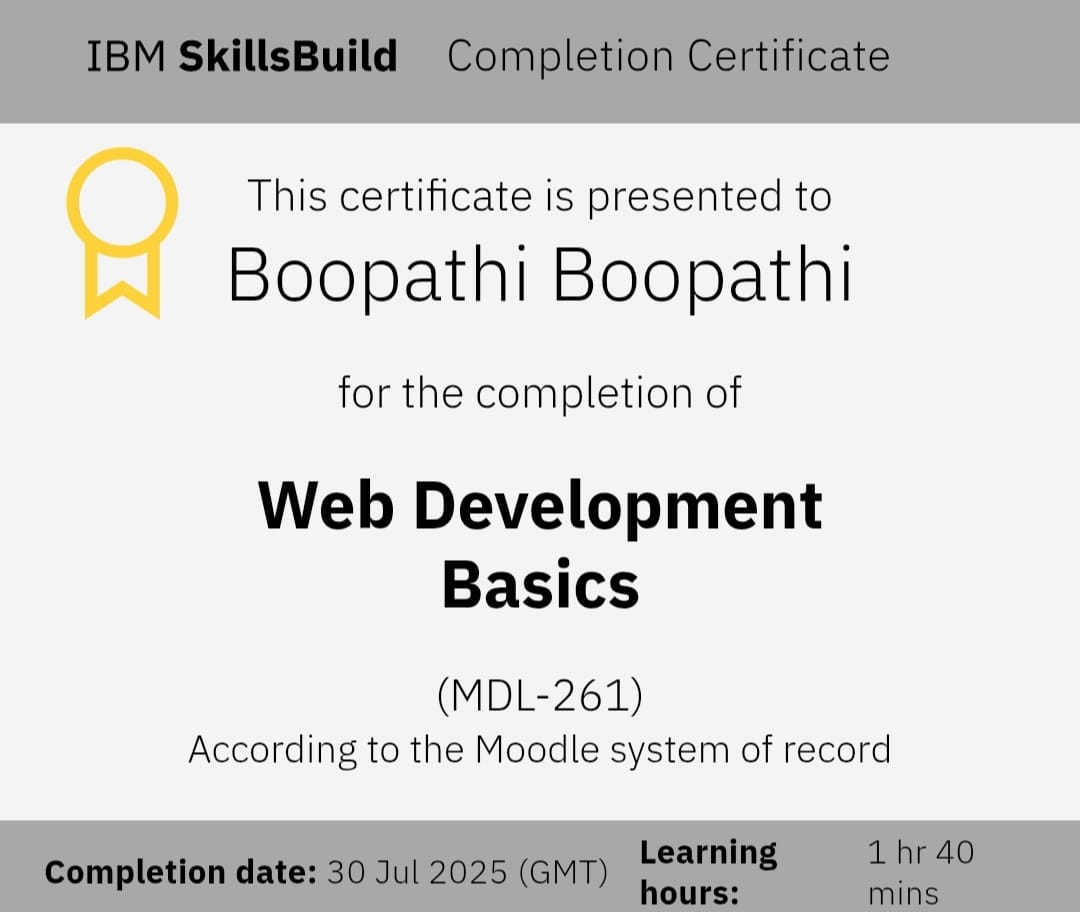 IBM SkillsBuild Completion Certificate
This certificate is presented to
Boopathi Boopathi
for the completion of
Web Development
Basics
(MDL-261)
According to the Moodle system of record
Completion date: 30 Jul 2025 (GMT)
Learning hours: 1 hr 40 mins